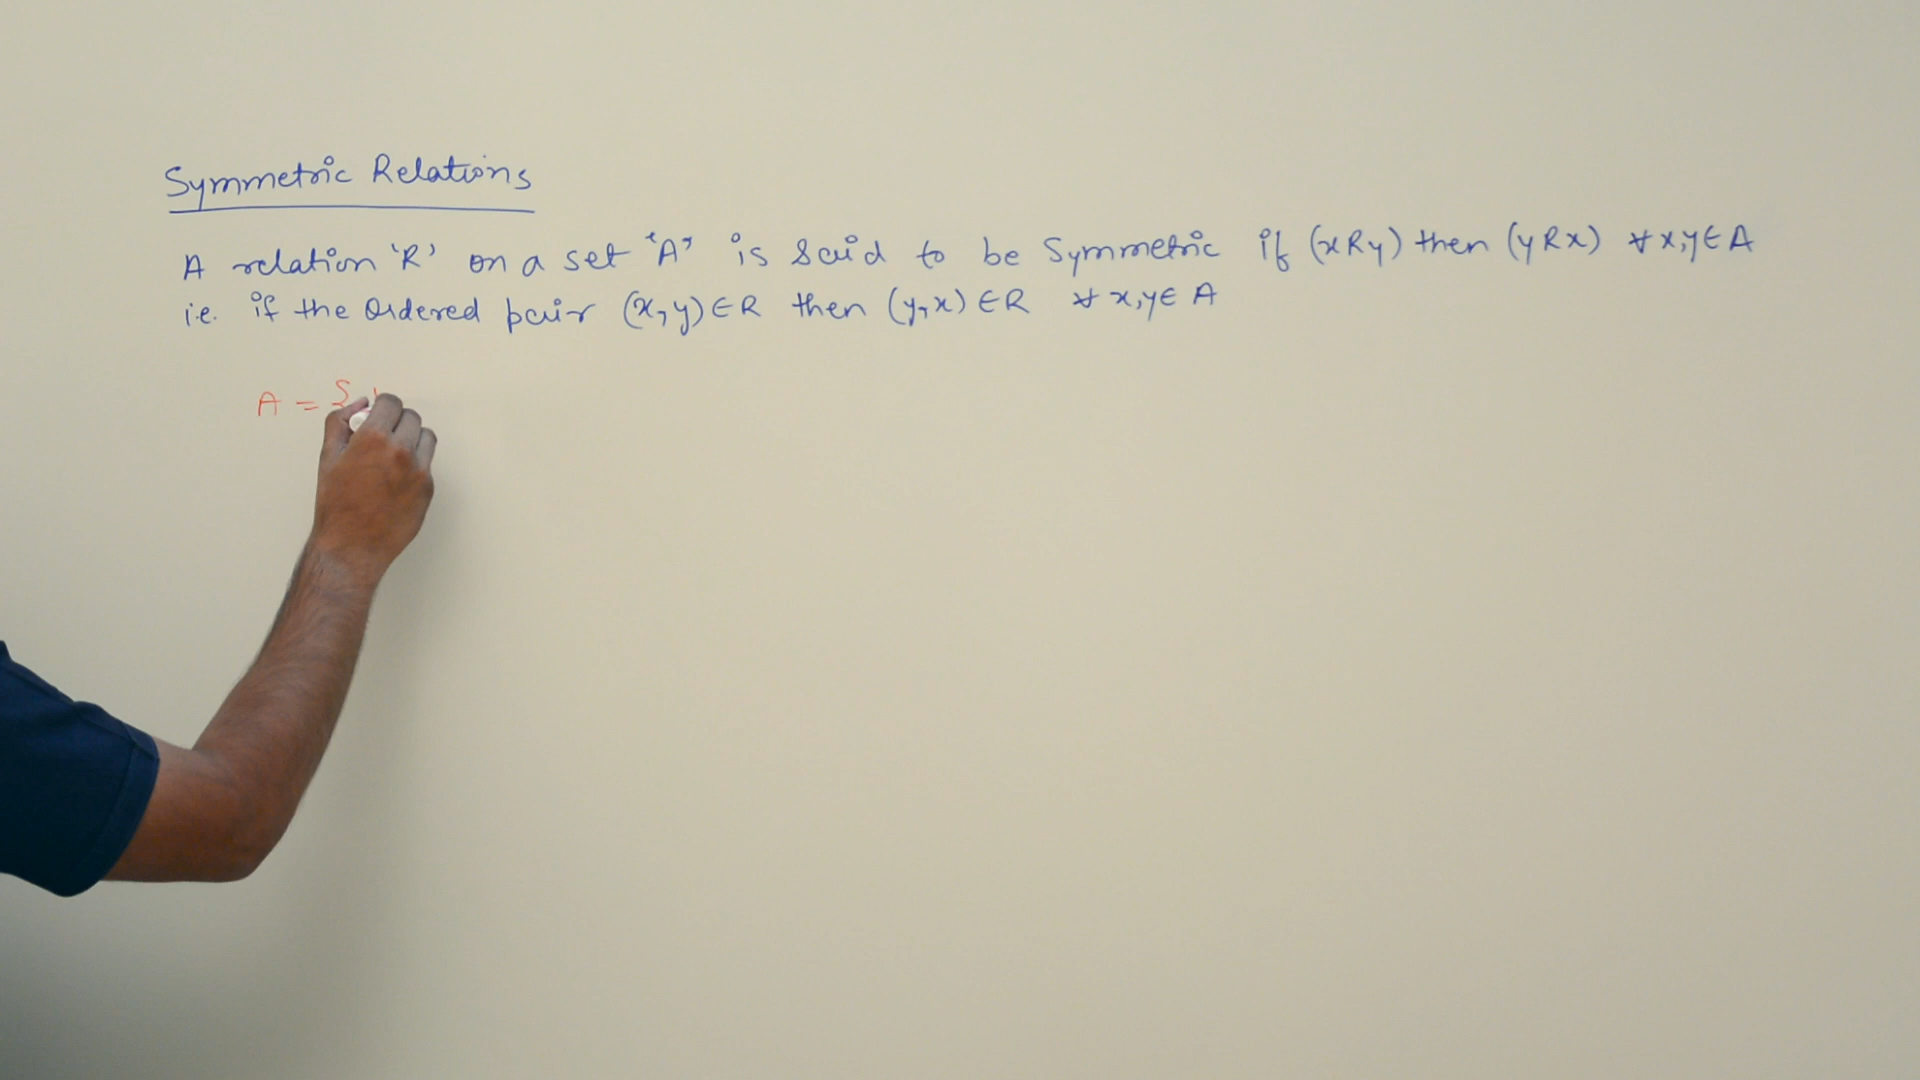 Symmetric Relations
A relation 'R' on a set 'A' is said to be Symmetric if (xRy) then (yRx) ∀ x,y ∈ A
i.e. if the Ordered pair (x,y) ∈ R then (y,x) ∈ R ∀ x,y ∈ A
A = {